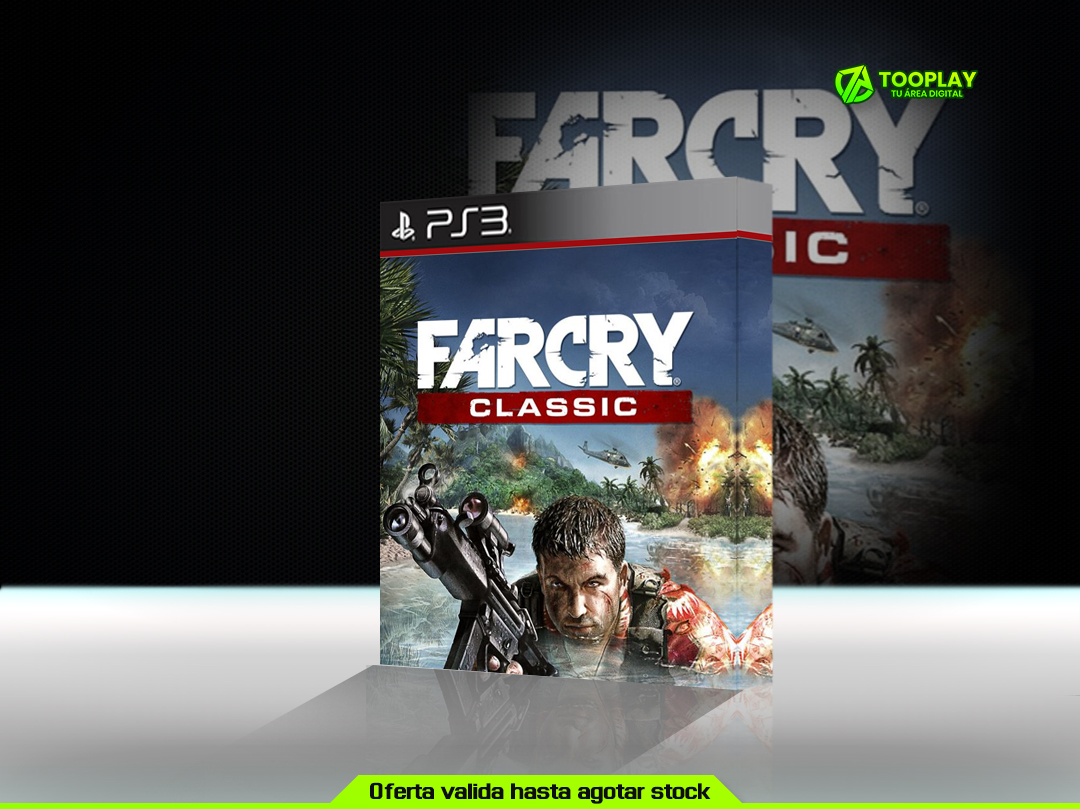 TOOPLAY
TU ÁREA DIGITAL
FARCRY®
IC
PS3
FARCRY®
CLASSIC
Oferta valida hasta agotar stock